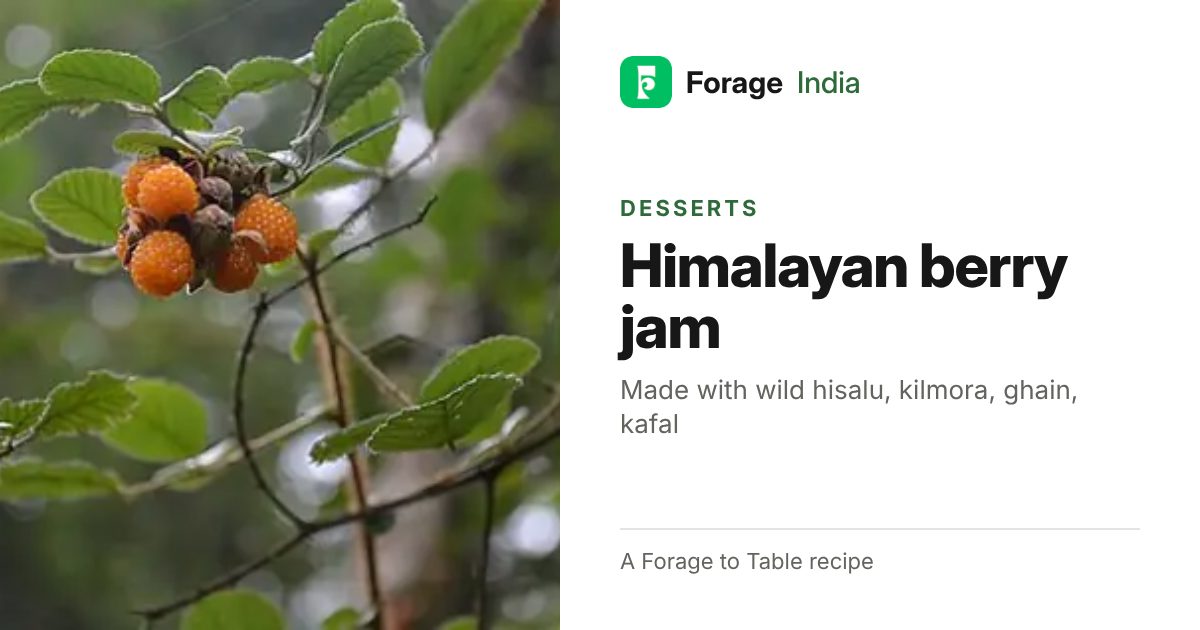 Forage India
DESSERTS
Himalayan berry
jam
Made with wild hisalu, kilmora, ghain,
kafal
A Forage to Table recipe